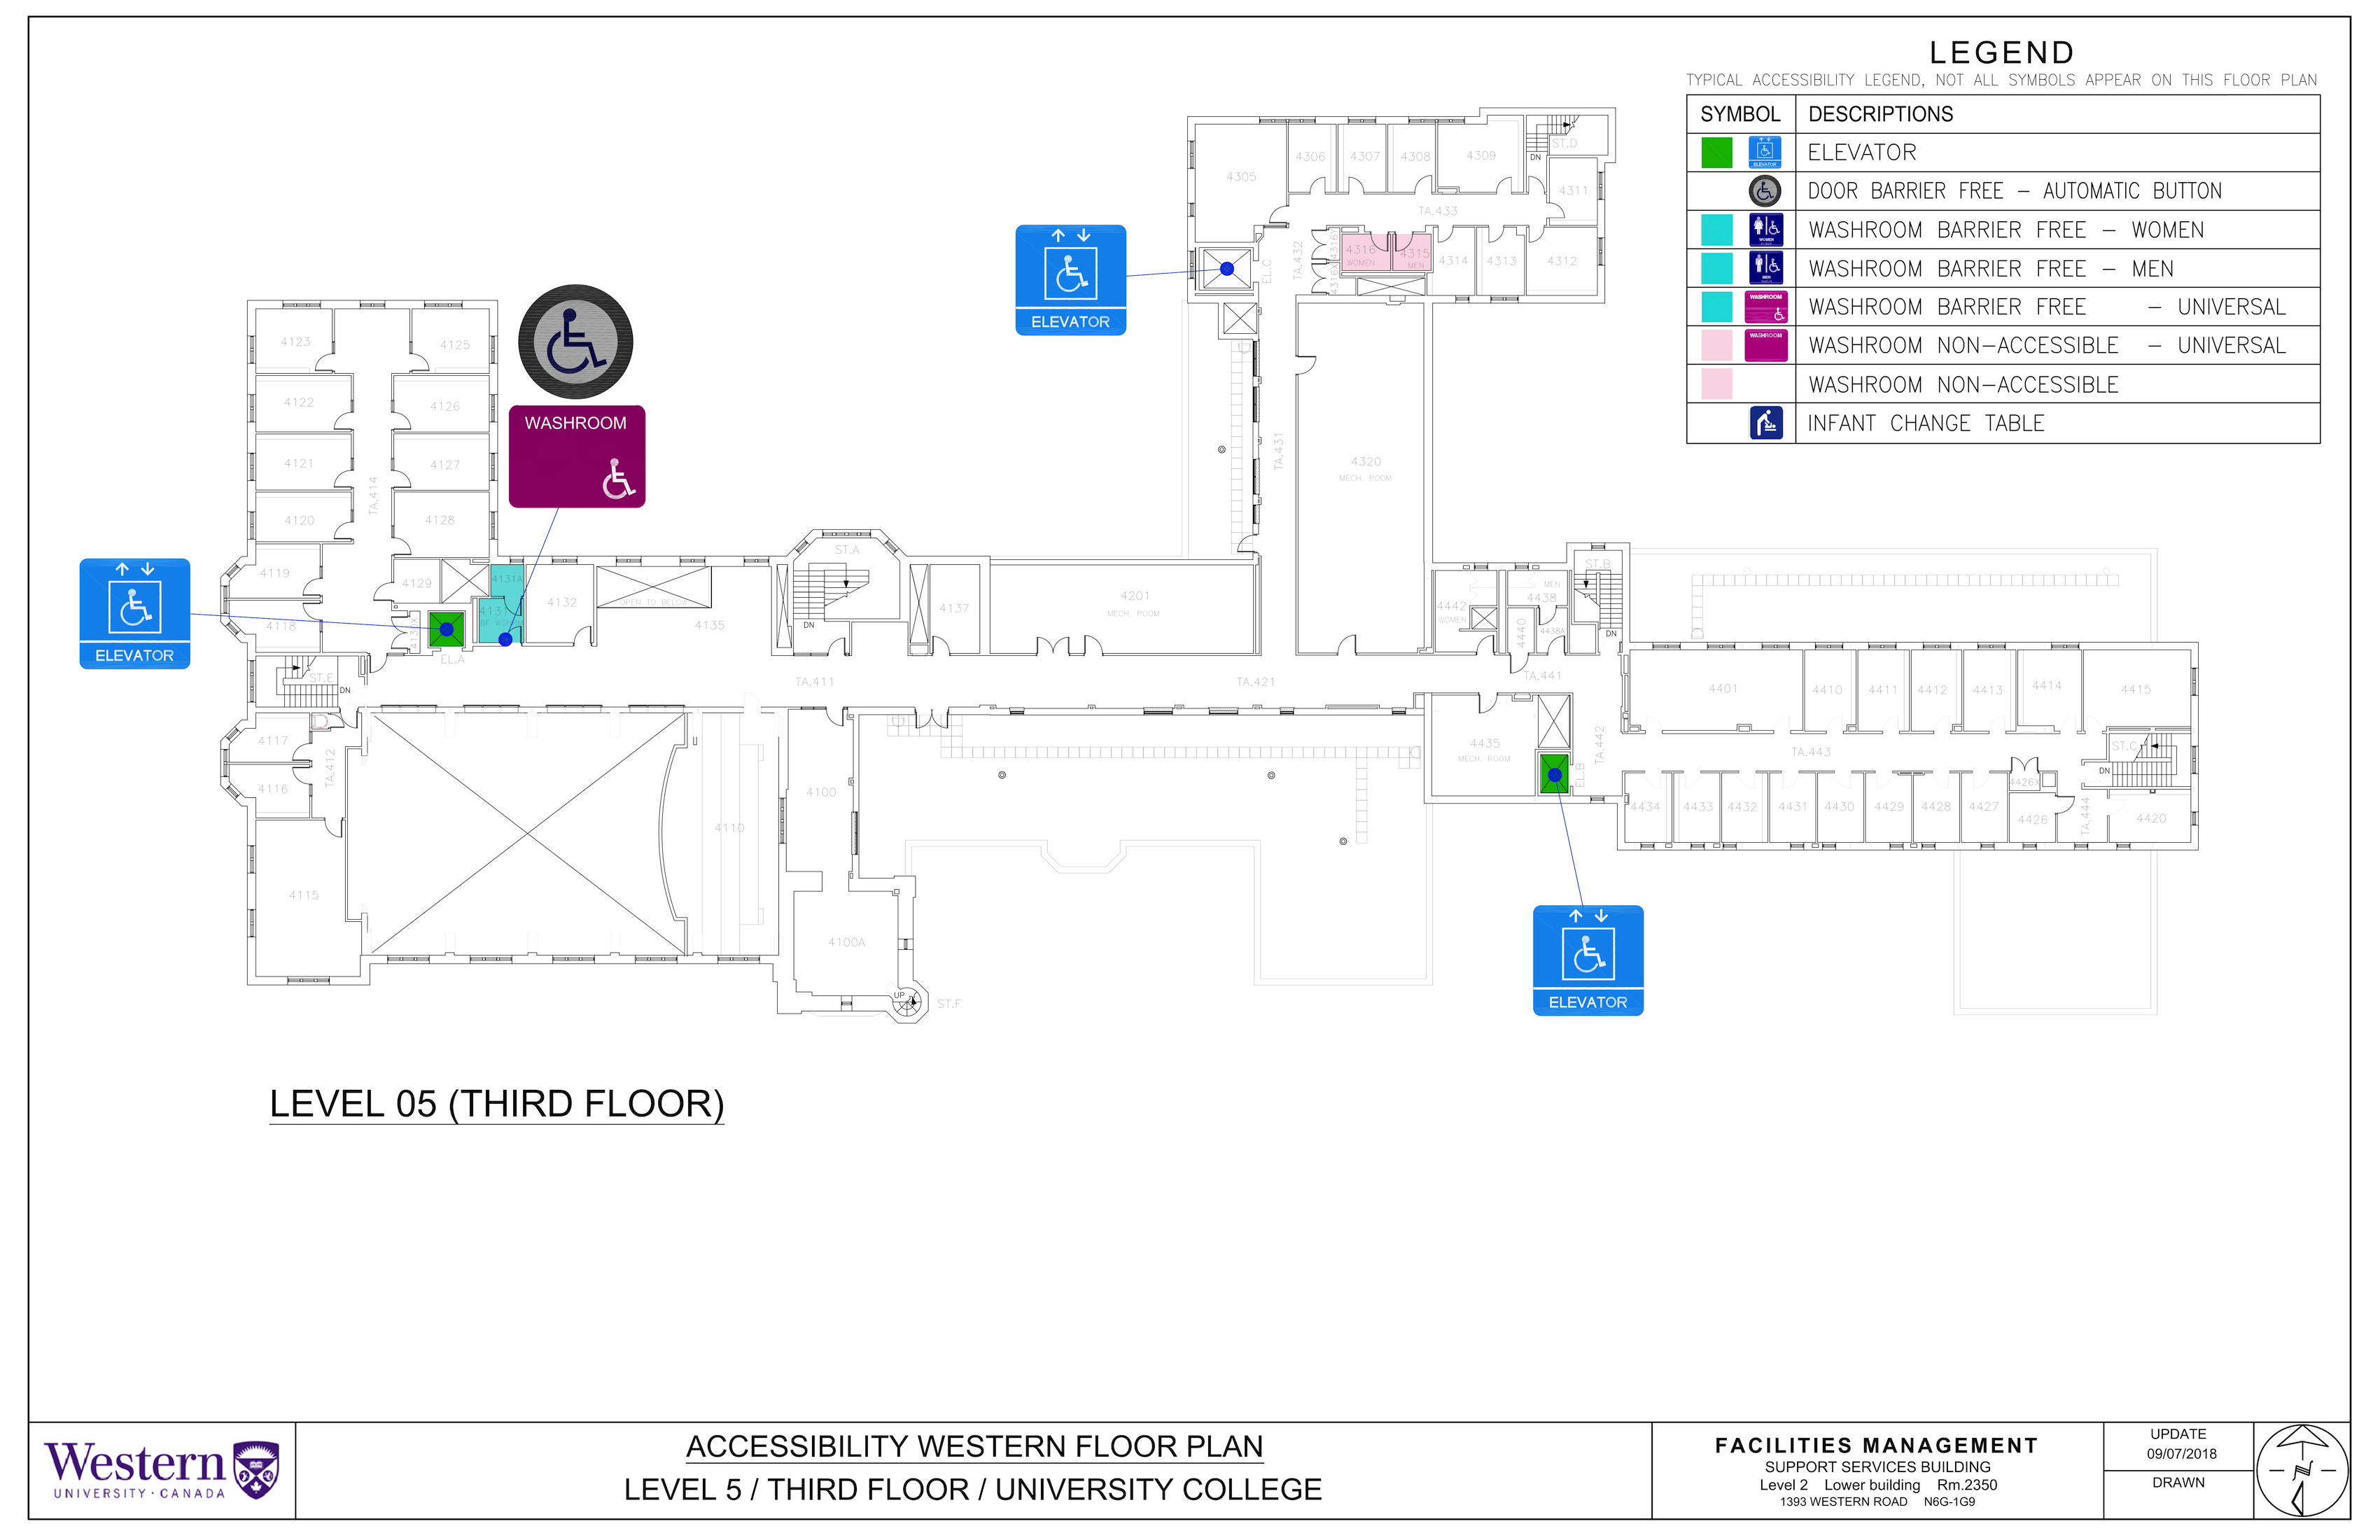 LEGEND
TYPICAL ACCESSIBILITY LEGEND, NOT ALL SYMBOLS APPEAR ON THIS FLOOR PLAN
SYMBOL DESCRIPTIONS
ELEVATOR ELEVATOR
DOOR BARRIER FREE - AUTOMATIC BUTTON
WOMEN WASHROOM BARRIER FREE - WOMEN
MEN WASHROOM BARRIER FREE - MEN
WASHROOM WASHROOM BARRIER FREE - UNIVERSAL
WASHROOM WASHROOM NON-ACCESSIBLE - UNIVERSAL
WASHROOM NON-ACCESSIBLE
INFANT CHANGE TABLE
ST.D
DN
4306
4307
4308
4309
4305
4311
TA.433
TA.432
EL.C
4316Y
4316X
4316
WOMEN
4315
MEN
4314
4313
4312
ELEVATOR
TA.431
4320
MECH. ROOM
4123
4125
4122
4126
4121
4127
4120
4128
TA.414
WASHROOM
4119
4129
4118
4130X
EL.A
ELEVATOR
4131A
4131
4132
OPEN TO BELOW
4135
ST.A
DN
4137
4201
MECH. ROOM
4442
WOMEN
MEN
4438
4440
4438A
ST.B
DN
ST.E
DN
TA.411
TA.421
TA.441
4401
4410
4411
4412
4413
4414
4415
4117
4116
TA.412
4115
4110
4100
4100A
UP
ST.F
4435
MECH. ROOM
EL.B
TA.442
TA.443
ST.C
DN
4434
4433
4432
4431
4430
4429
4428
4427
4426X
4426
TA.444
4420
ELEVATOR
LEVEL 05 (THIRD FLOOR)
Western
UNIVERSITY · CANADA
ACCESSIBILITY WESTERN FLOOR PLAN
LEVEL 5 / THIRD FLOOR / UNIVERSITY COLLEGE
FACILITIES MANAGEMENT
SUPPORT SERVICES BUILDING
Level 2 Lower building Rm.2350
1393 WESTERN ROAD N6G-1G9
UPDATE
09/07/2018
DRAWN
N